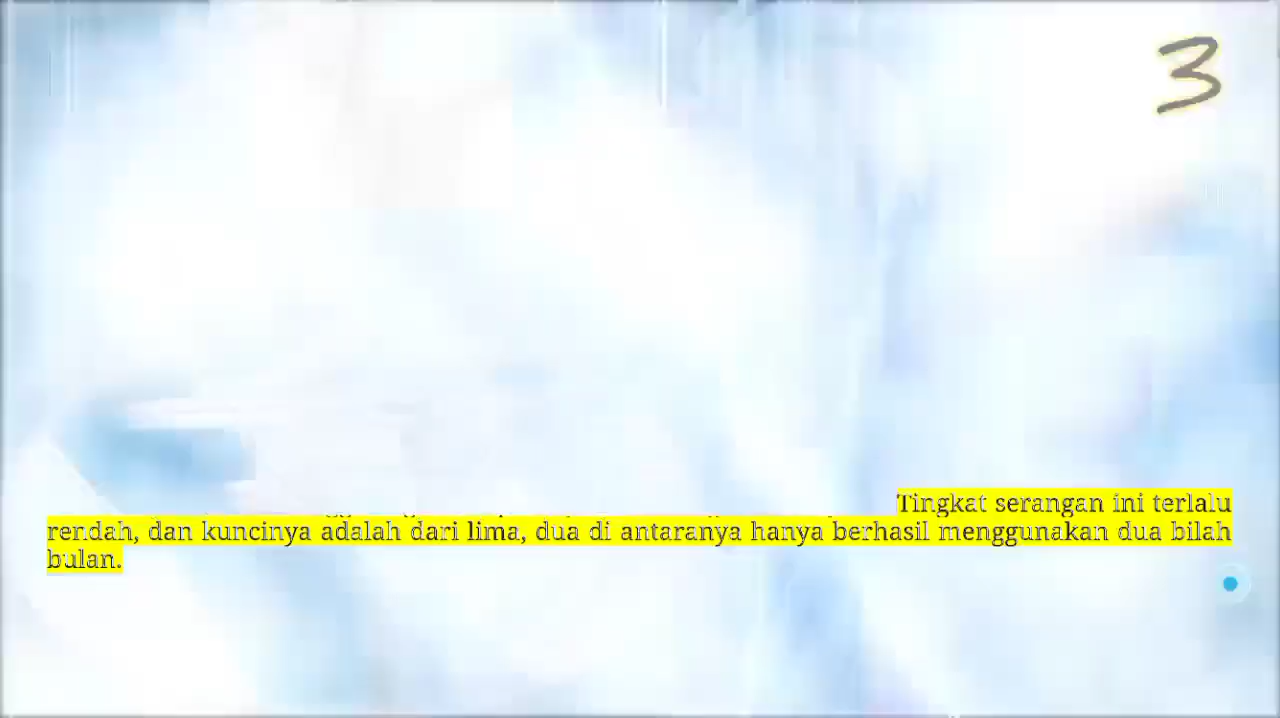 3
Tingkat serangan ini terlalu
rendah, dan kuncinya adalah dari lima, dua di antaranya hanya berhasil menggunakan dua bilah
bulan.